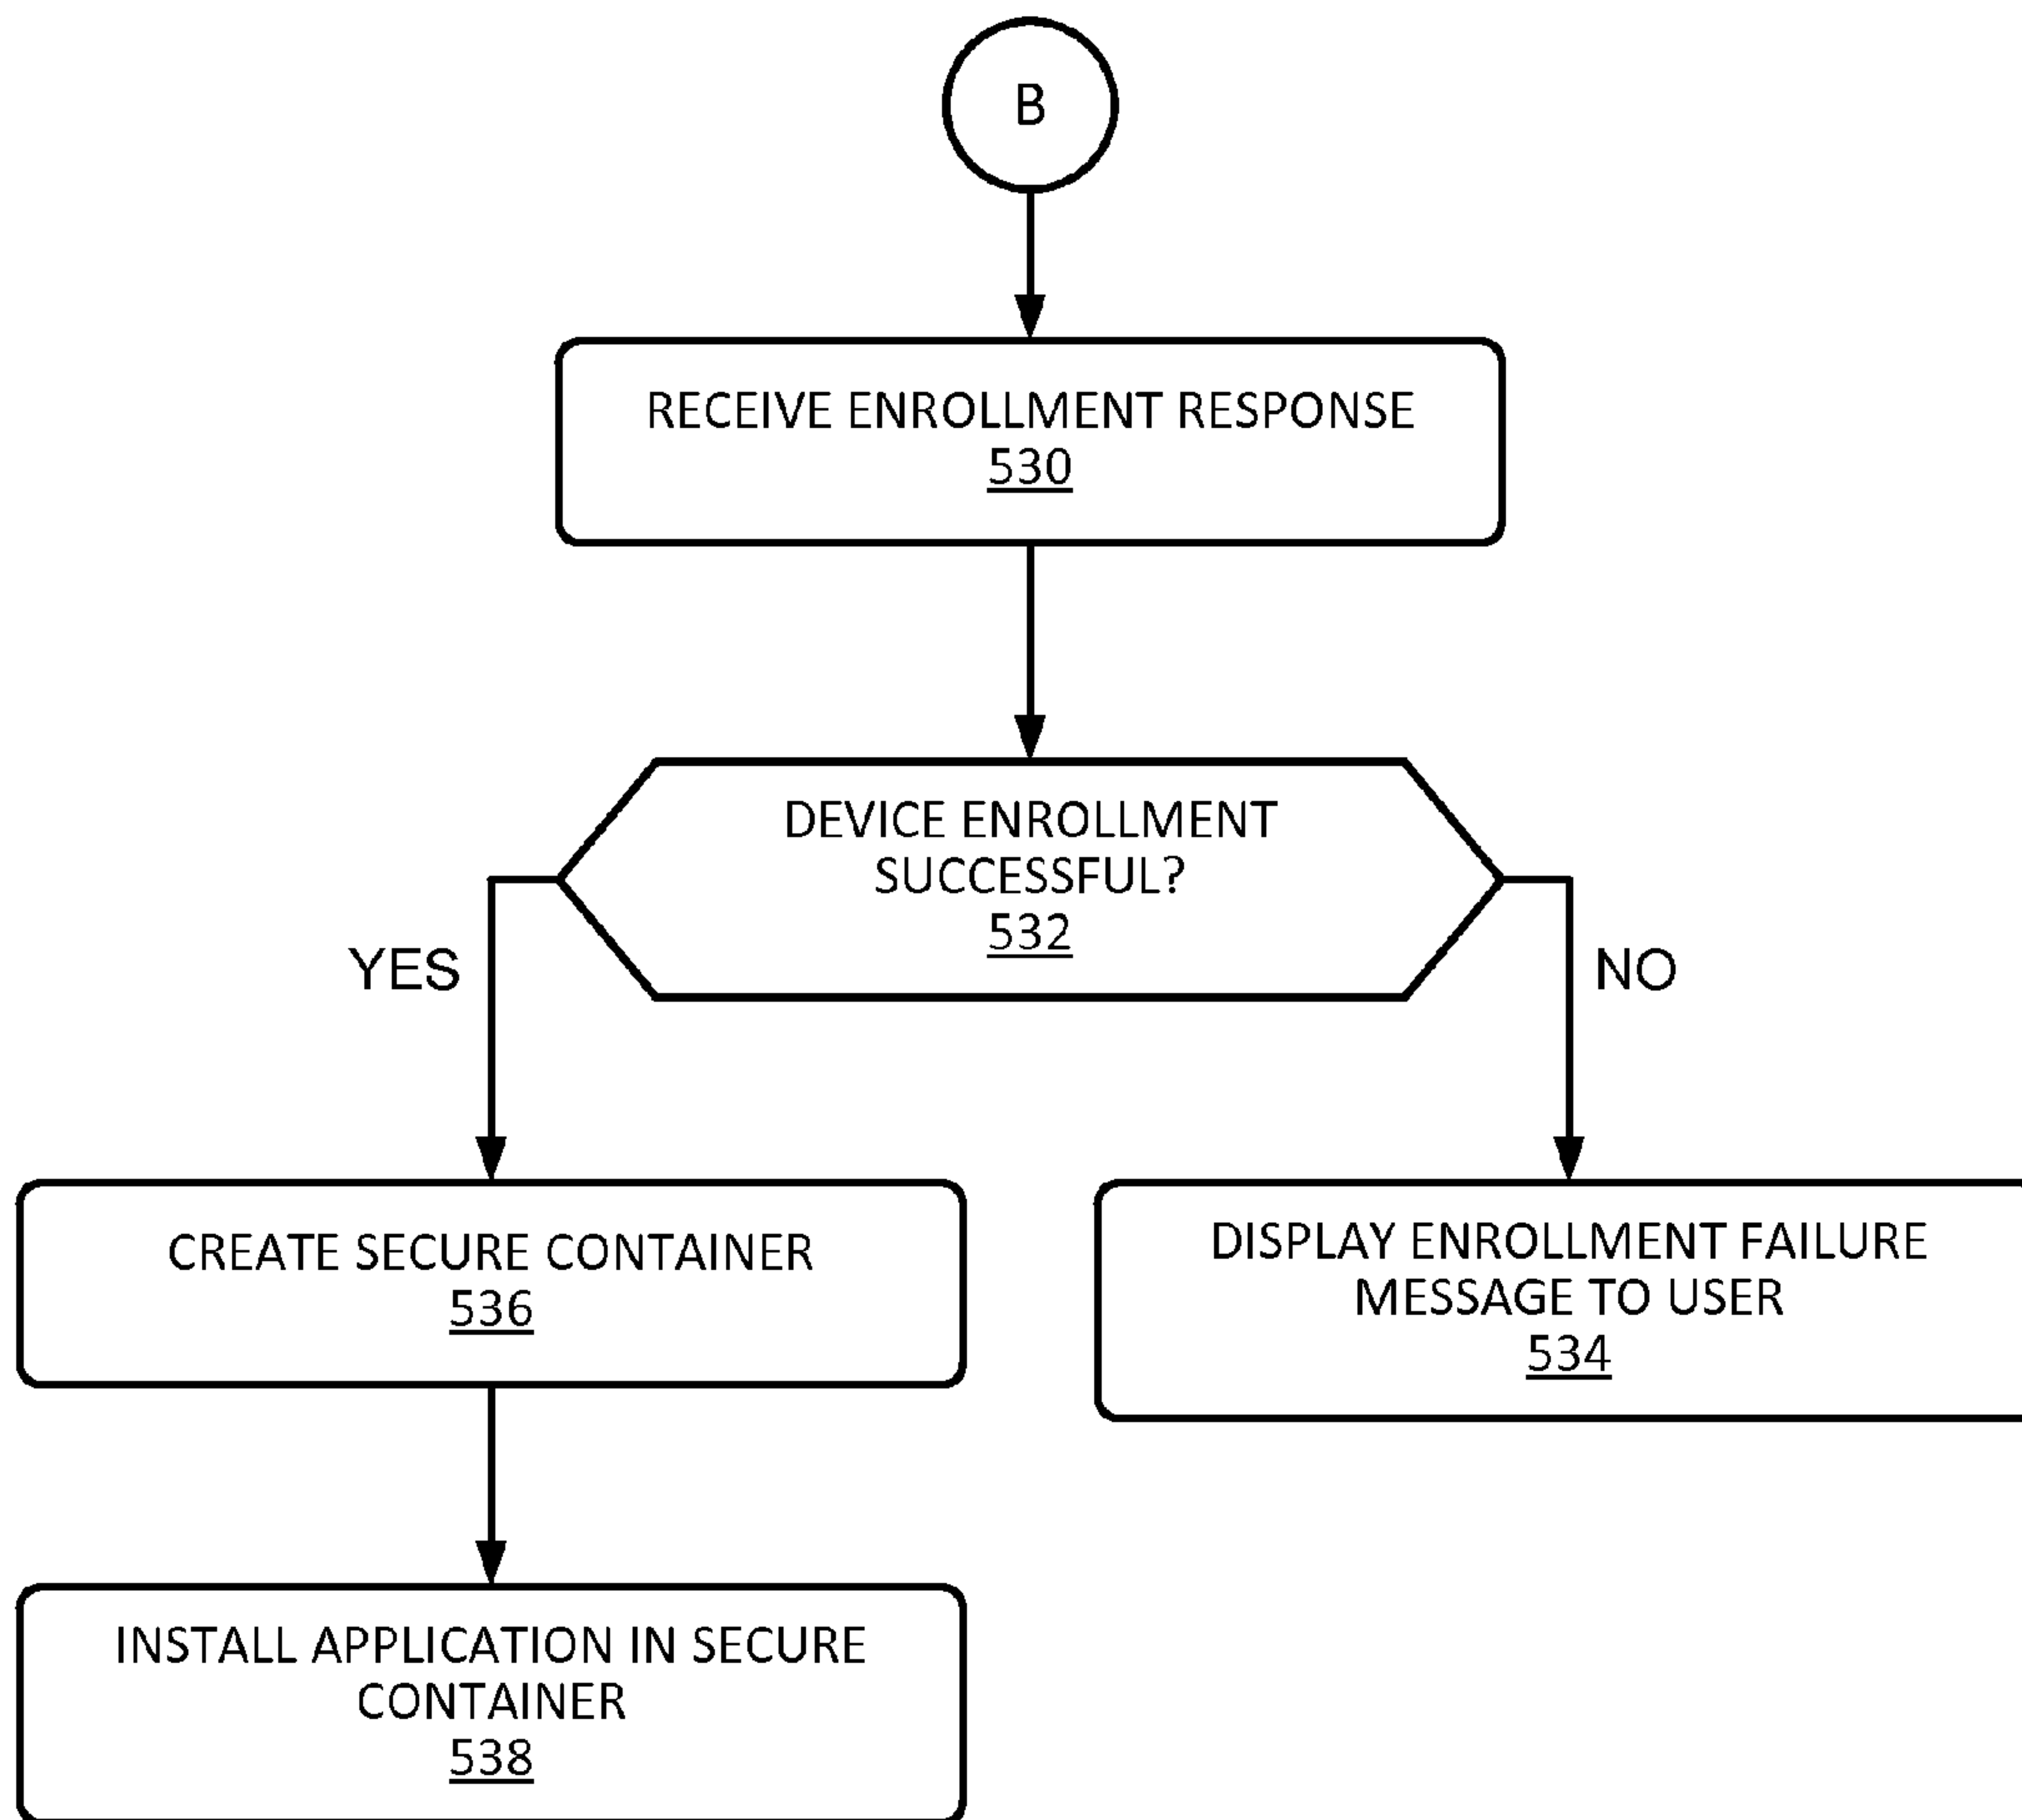 B
RECEIVE ENROLLMENT RESPONSE
530
DEVICE ENROLLMENT
SUCCESSFUL?
532
YES
NO
CREATE SECURE CONTAINER
536
DISPLAY ENROLLMENT FAILURE
MESSAGE TO USER
534
INSTALL APPLICATION IN SECURE
CONTAINER
538